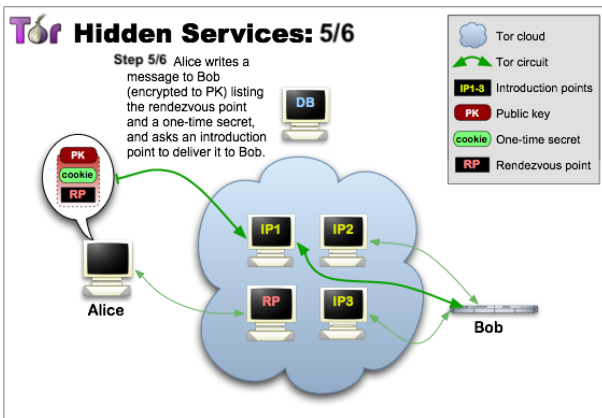 Tor Hidden Services: 5/6
Step 5/6 Alice writes a
message to Bob
(encrypted to PK) listing
the rendezvous point
and a one-time secret,
and asks an introduction
point to deliver it to Bob.
DB
Tor cloud
Tor circuit
IP1-3 Introduction points
PK Public key
cookie One-time secret
RP Rendezvous point
PK
cookie
RP
IP1 IP2
RP IP3
Alice
Bob